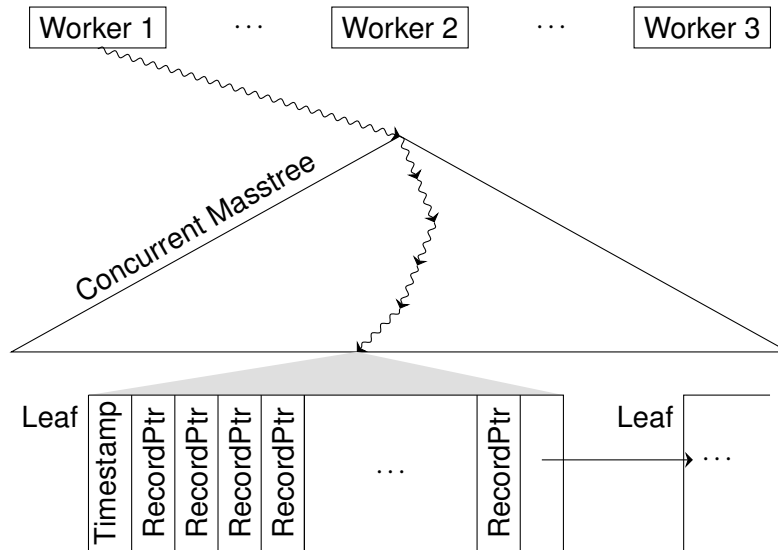 Worker 1 ... Worker 2 ... Worker 3
Concurrent Masstree
Leaf
Timestamp
RecordPtr
RecordPtr
RecordPtr
RecordPtr
...
RecordPtr
Leaf
...